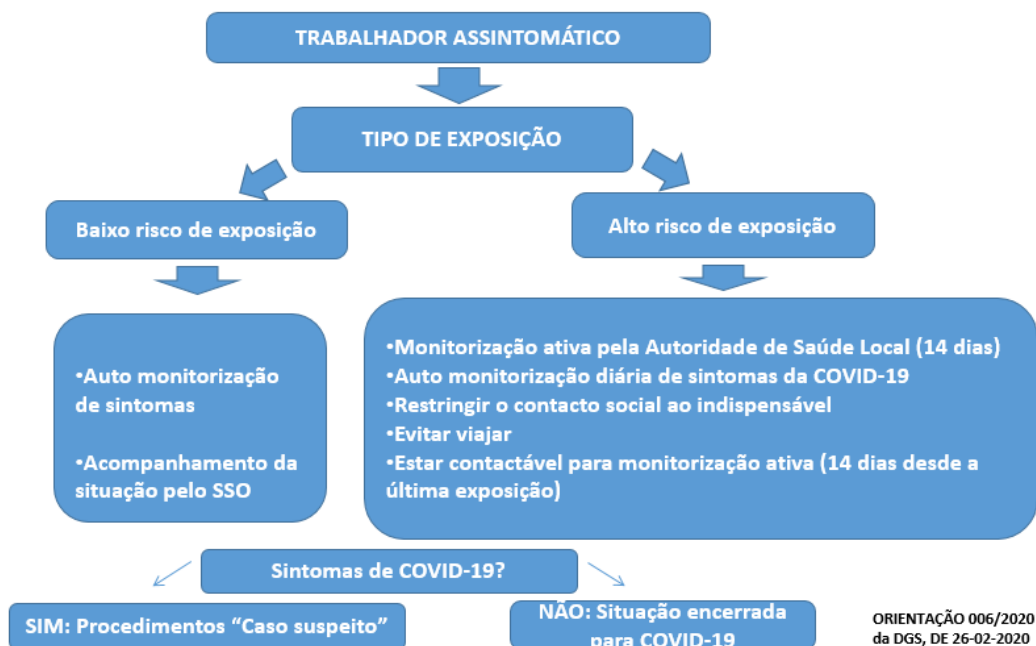 TRABALHADOR ASSINTOMÁTICO
TIPO DE EXPOSIÇÃO
Baixo risco de exposição
Alto risco de exposição
•Auto monitorização
de sintomas
•Acompanhamento da
situação pelo SSO
•Monitorização ativa pela Autoridade de Saúde Local (14 dias)
•Auto monitorização diária de sintomas da COVID-19
•Restringir o contacto social ao indispensável
•Evitar viajar
•Estar contactável para monitorização ativa (14 dias desde a
última exposição)
Sintomas de COVID-19?
SIM: Procedimentos “Caso suspeito”
NÃO: Situação encerrada
para COVID-19
ORIENTAÇÃO 006/2020
da DGS, DE 26-02-2020